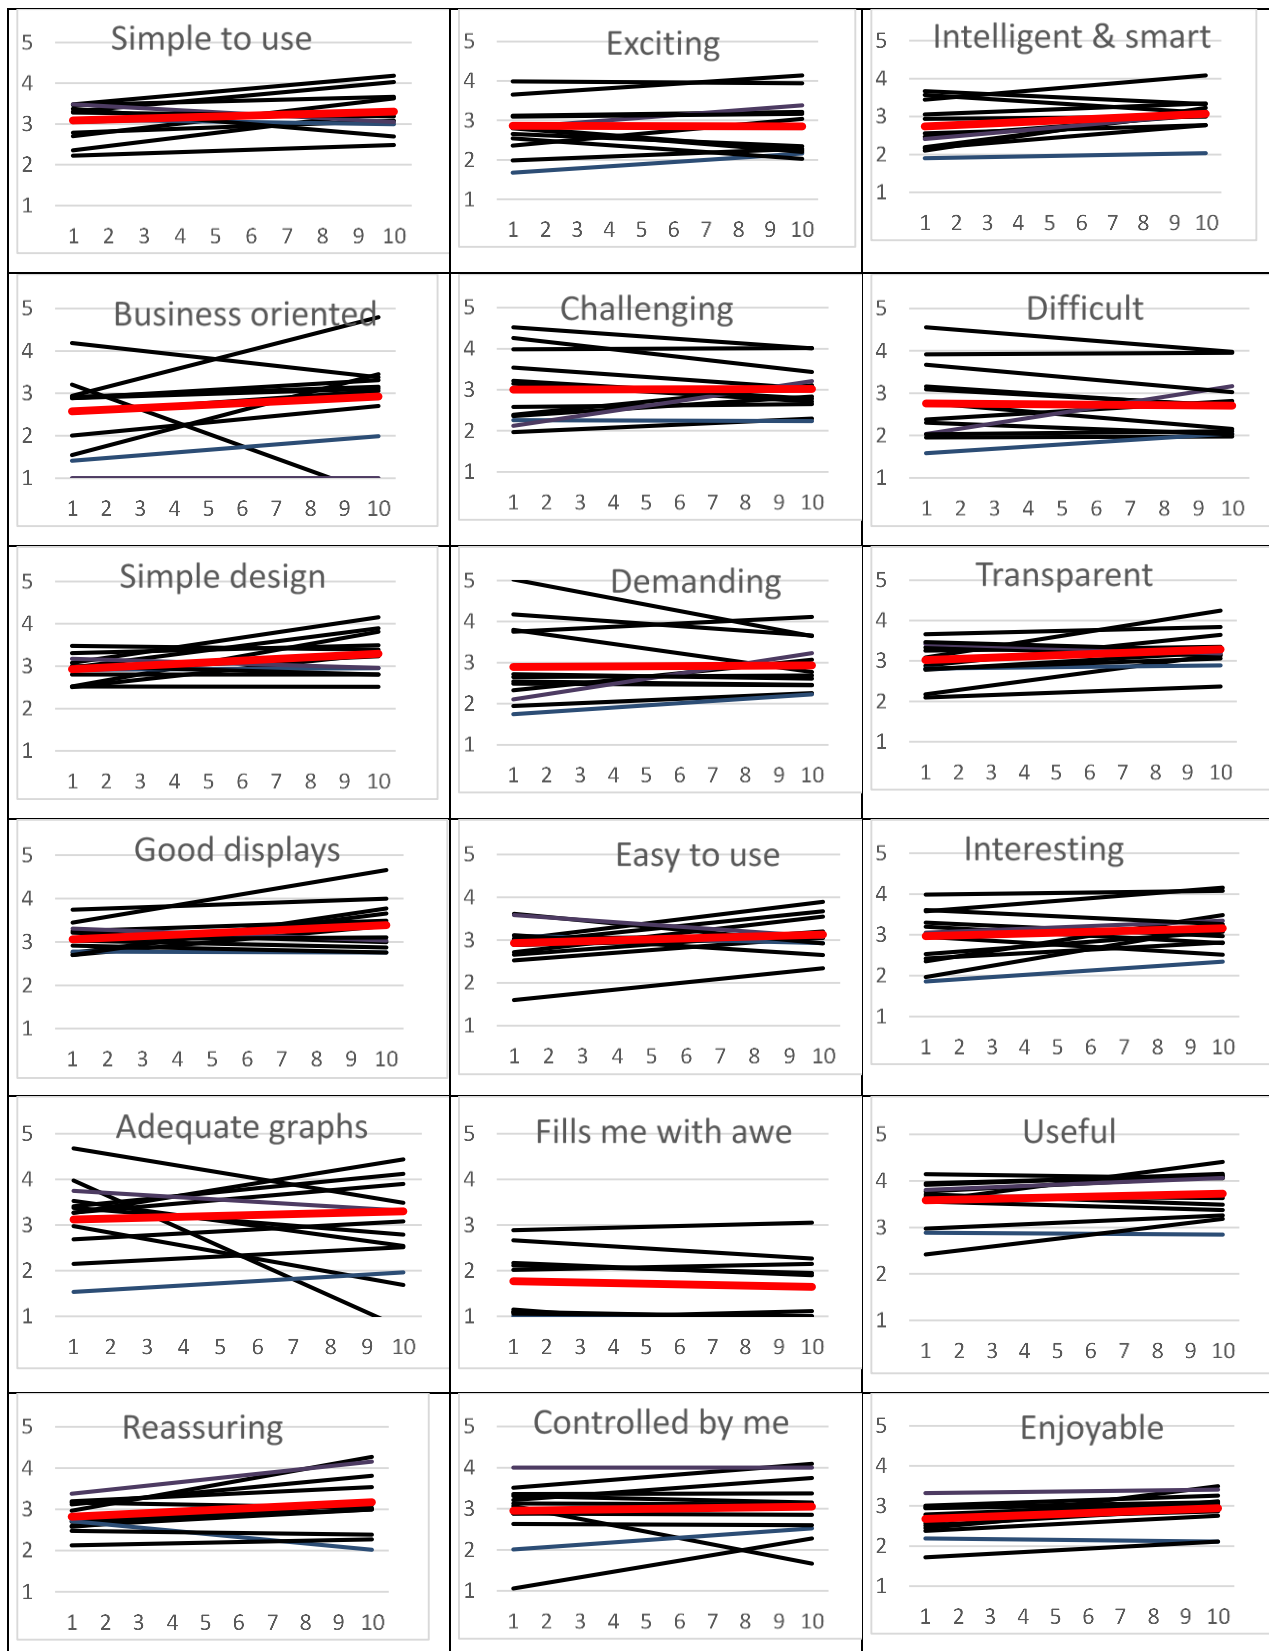 Simple to use
5
4
3
2
1
1 2 3 4 5 6 7 8 9 10
Exciting
5
4
3
2
1
1 2 3 4 5 6 7 8 9 10
Intelligent & smart
5
4
3
2
1
1 2 3 4 5 6 7 8 9 10
Business oriented
5
4
3
2
1
1 2 3 4 5 6 7 8 9 10
Challenging
5
4
3
2
1
1 2 3 4 5 6 7 8 9 10
Difficult
5
4
3
2
1
1 2 3 4 5 6 7 8 9 10
Simple design
5
4
3
2
1
1 2 3 4 5 6 7 8 9 10
Demanding
5
4
3
2
1
1 2 3 4 5 6 7 8 9 10
Transparent
5
4
3
2
1
1 2 3 4 5 6 7 8 9 10
Good displays
5
4
3
2
1
1 2 3 4 5 6 7 8 9 10
Easy to use
5
4
3
2
1
1 2 3 4 5 6 7 8 9 10
Interesting
5
4
3
2
1
1 2 3 4 5 6 7 8 9 10
Adequate graphs
5
4
3
2
1
1 2 3 4 5 6 7 8 9 10
Fills me with awe
5
4
3
2
1
1 2 3 4 5 6 7 8 9 10
Useful
5
4
3
2
1
1 2 3 4 5 6 7 8 9 10
Reassuring
5
4
3
2
1
1 2 3 4 5 6 7 8 9 10
Controlled by me
5
4
3
2
1
1 2 3 4 5 6 7 8 9 10
Enjoyable
5
4
3
2
1
1 2 3 4 5 6 7 8 9 10